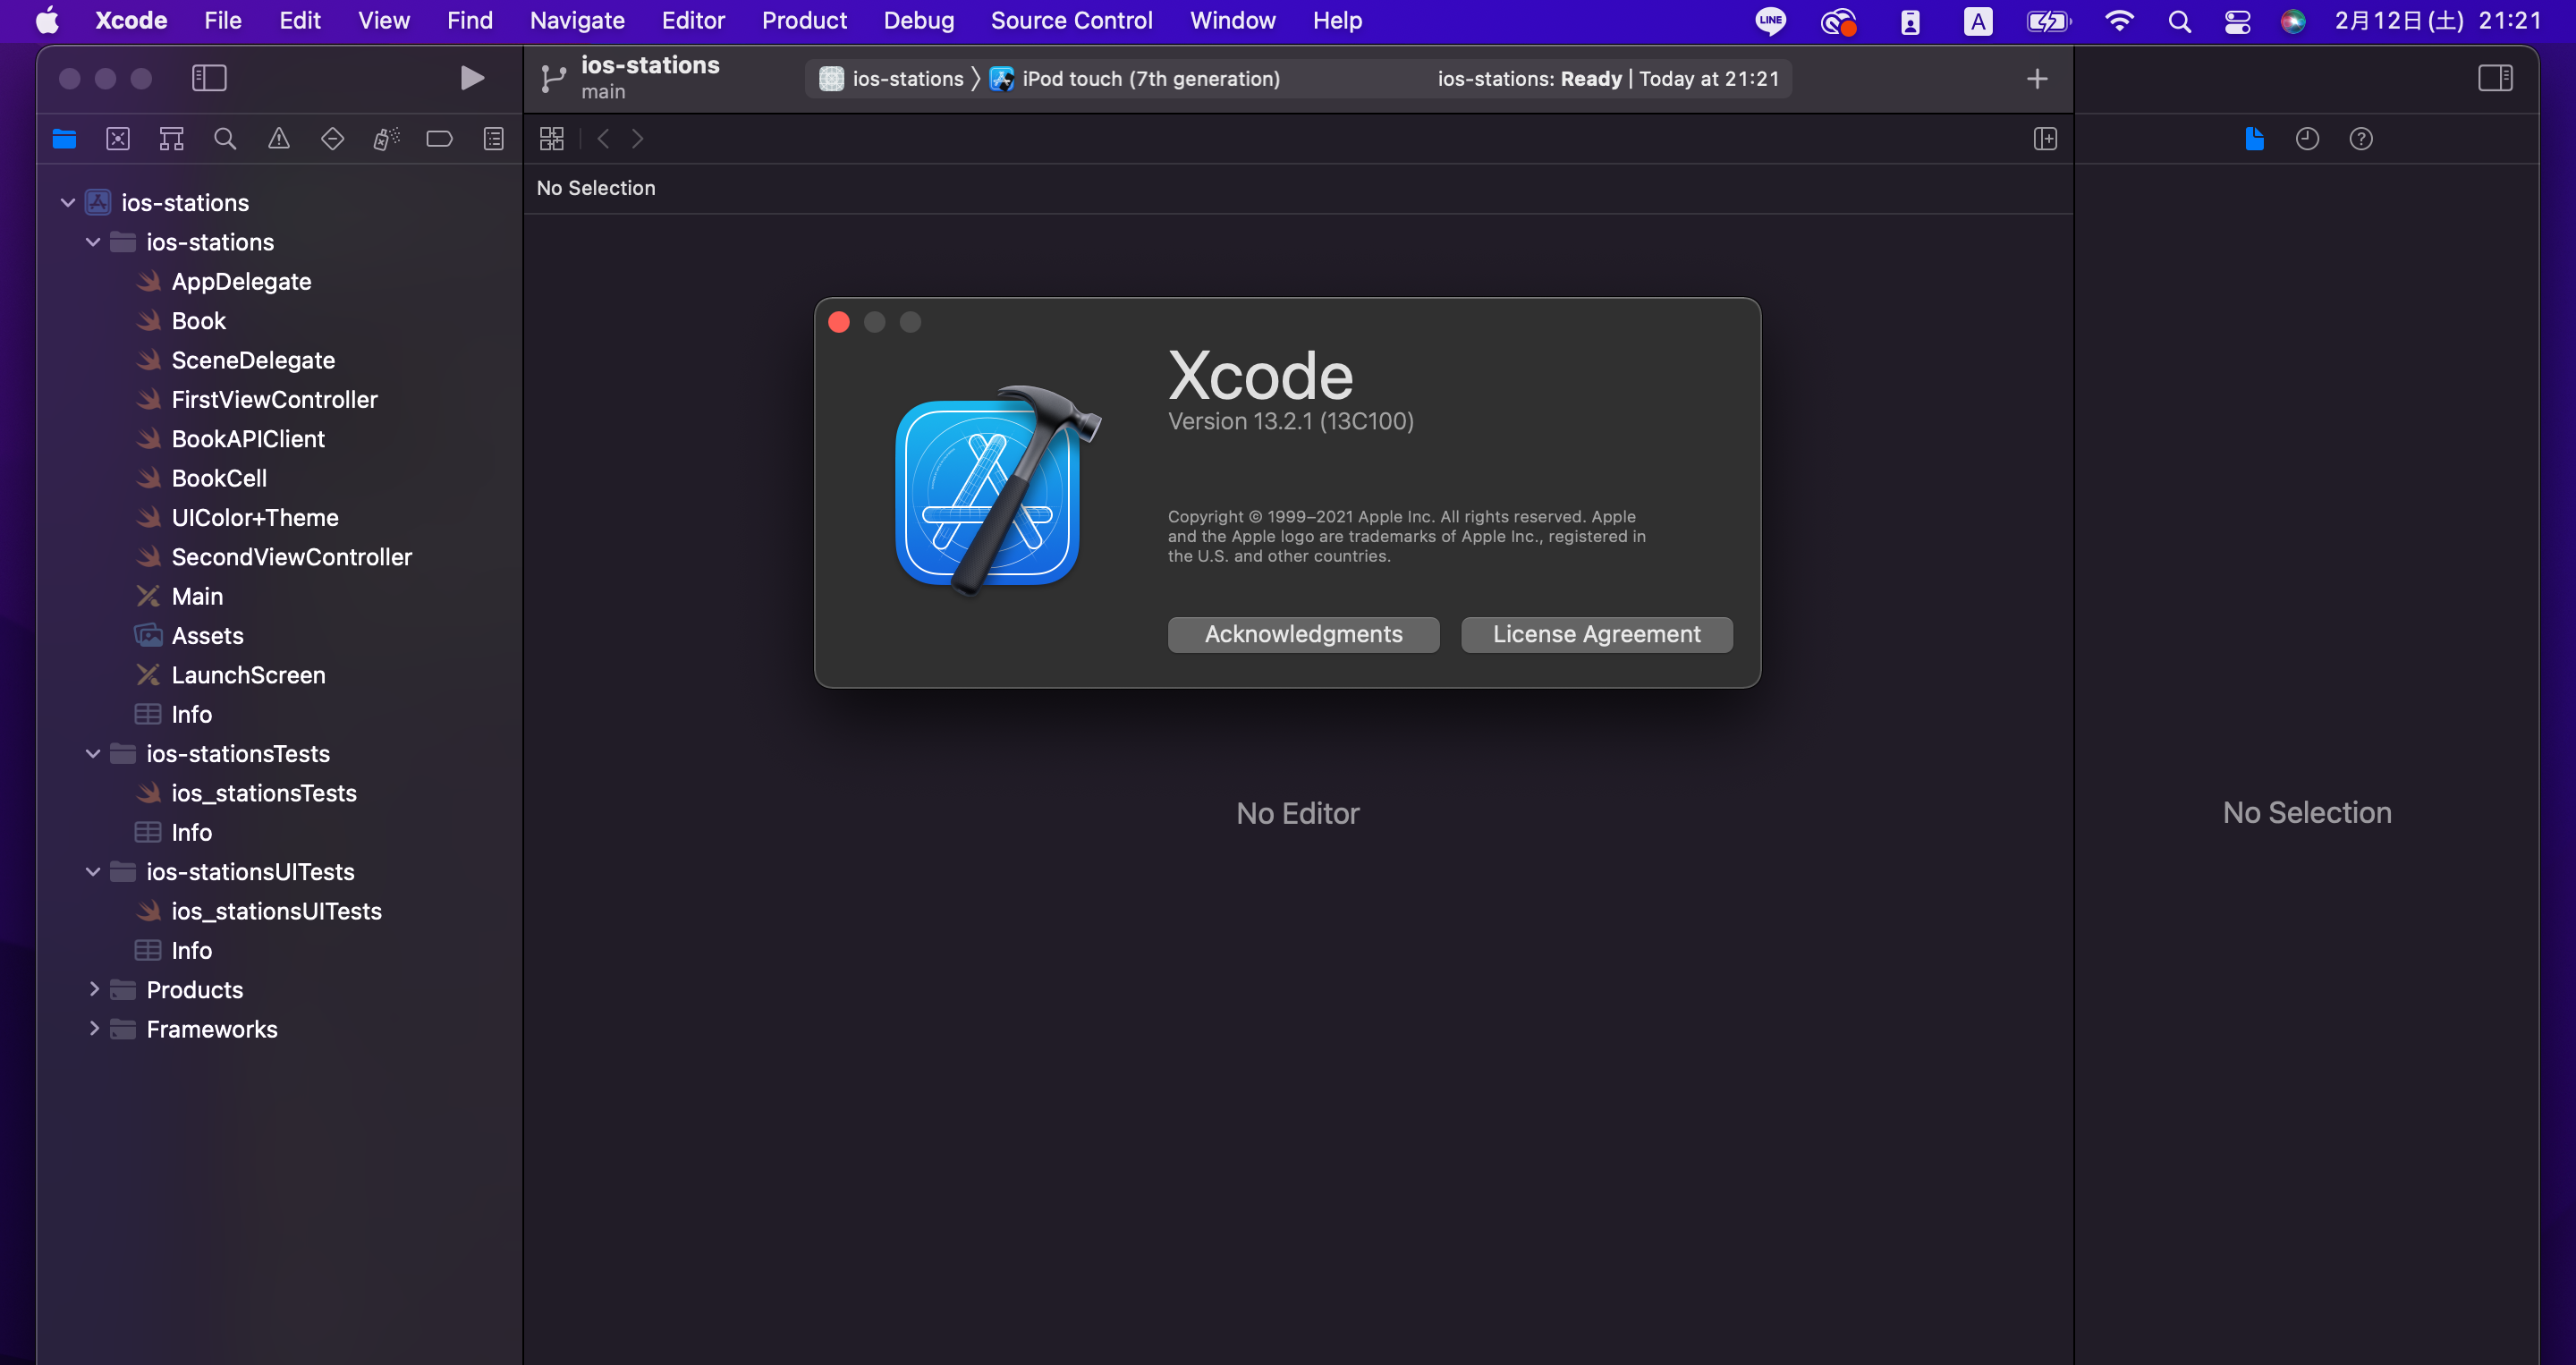 Xcode File Edit View Find Navigate Editor Product Debug Source Control Window Help LINE A 2月12日(土) 21:21
ios-stations
main
ios-stations 〉 iPod touch (7th generation) ios-stations: Ready | Today at 21:21
No Selection
ios-stations
ios-stations
AppDelegate
Book
SceneDelegate
FirstViewController
BookAPIClient
BookCell
UIColor+Theme
SecondViewController
Main
Assets
LaunchScreen
Info
ios-stationsTests
ios_stationsTests
Info
ios-stationsUITests
ios_stationsUITests
Info
Products
Frameworks
Xcode
Version 13.2.1 (13C100)
Copyright © 1999–2021 Apple Inc. All rights reserved. Apple
and the Apple logo are trademarks of Apple Inc., registered in
the U.S. and other countries.
Acknowledgments License Agreement
No Editor
No Selection